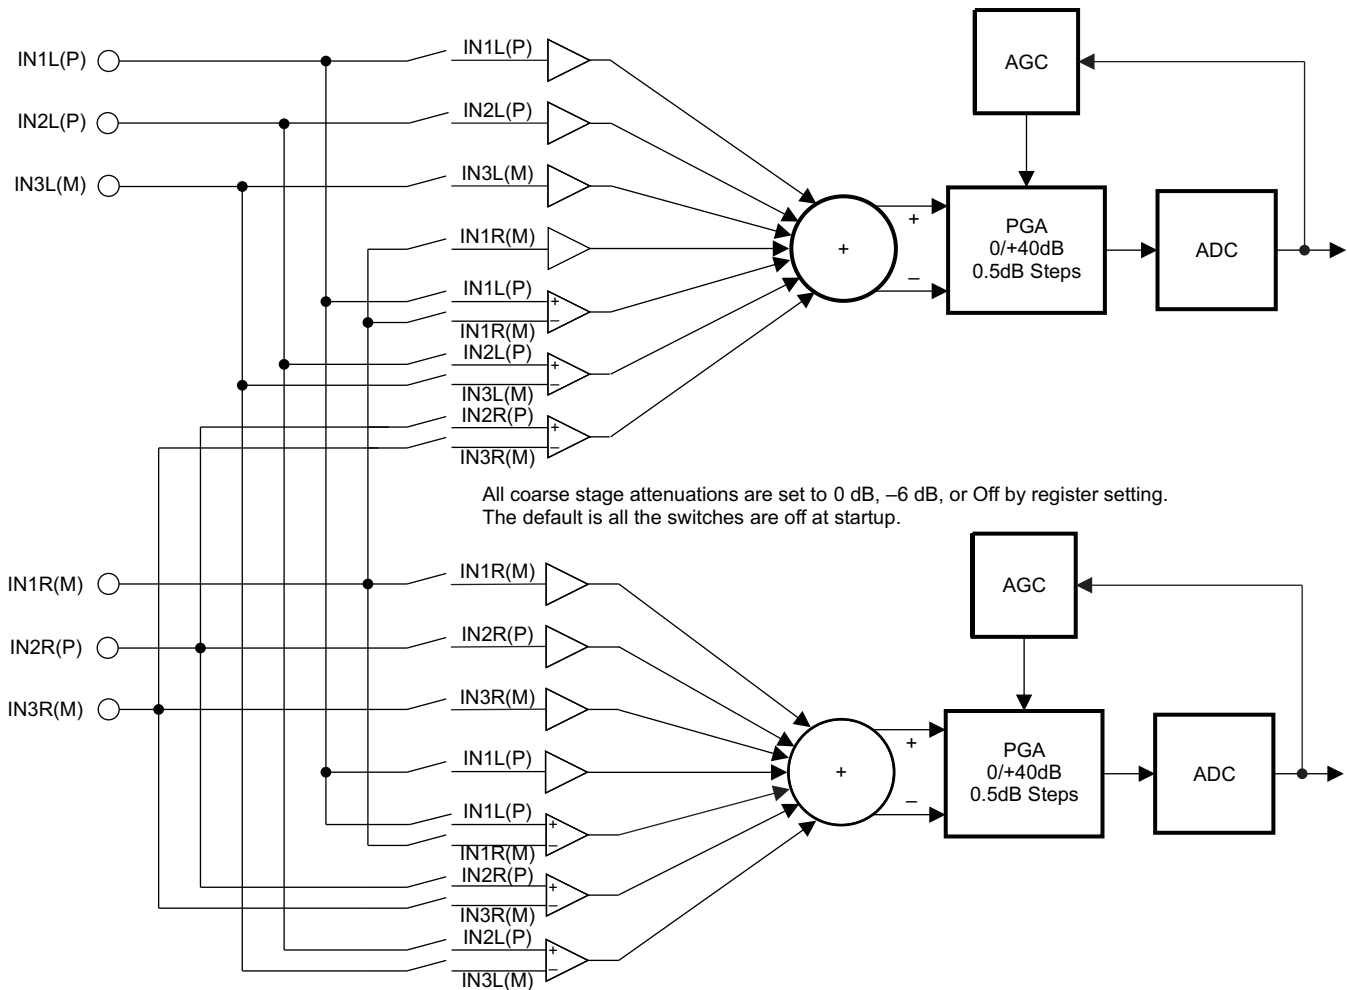 IN1L(P)
IN1L(P)
AGC
IN2L(P)
IN2L(P)
IN3L(M)
IN3L(M)
IN1R(M)
+
+
PGA
0/+40dB
0.5dB Steps
ADC
–
IN1L(P)
+
–
IN1R(M)
IN2L(P)
+
–
IN3L(M)
IN2R(P)
+
–
IN3R(M)
All coarse stage attenuations are set to 0 dB, –6 dB, or Off by register setting.
The default is all the switches are off at startup.
IN1R(M)
IN1R(M)
AGC
IN2R(P)
IN2R(P)
IN3R(M)
IN3R(M)
IN1L(P)
+
+
PGA
0/+40dB
0.5dB Steps
ADC
–
IN1L(P)
+
–
IN1R(M)
IN2R(P)
+
–
IN3R(M)
IN2L(P)
+
–
IN3L(M)